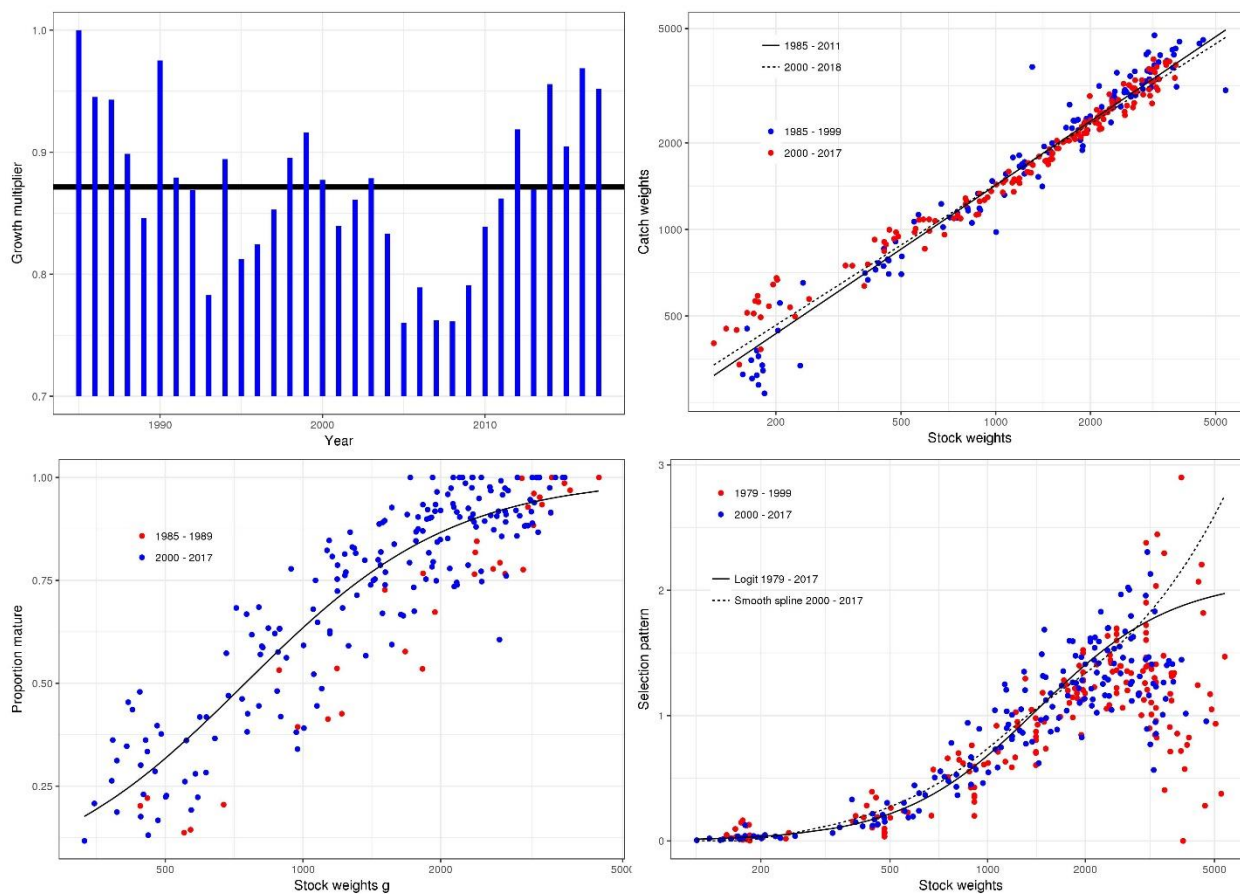 1.0
0.9
0.8
0.7
Growth multiplier
1990
2000
2010
Year
5000
2000
1000
500
Catch weights
1985 - 2011
2000 - 2018
1985 - 1999
2000 - 2017
200
500
1000
2000
5000
Stock weights
1.00
0.75
0.50
0.25
Proportion mature
1985 - 1989
2000 - 2017
500
1000
2000
5000
Stock weights g
3
2
1
0
Selection pattern
1979 - 1999
2000 - 2017
Logit 1979 - 2017
Smooth spline 2000 - 2017
200
500
1000
2000
5000
Stock weights